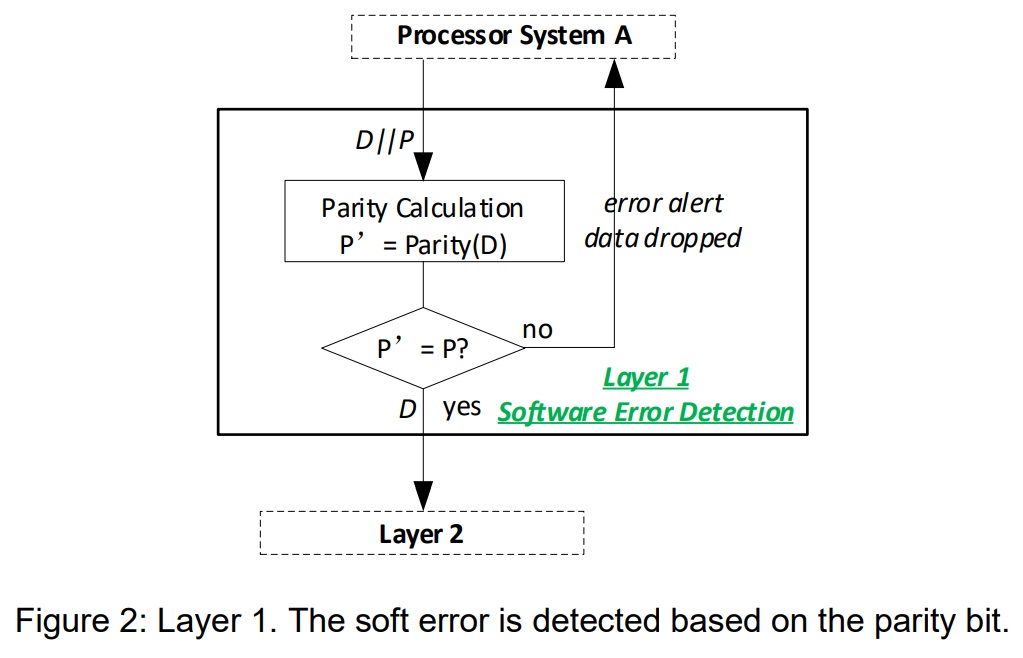 Processor System A
D||P
Parity Calculation
P’ = Parity(D)
error alert
data dropped
no
P’ = P?
Layer 1
Software Error Detection
D yes
Layer 2
Figure 2: Layer 1. The soft error is detected based on the parity bit.